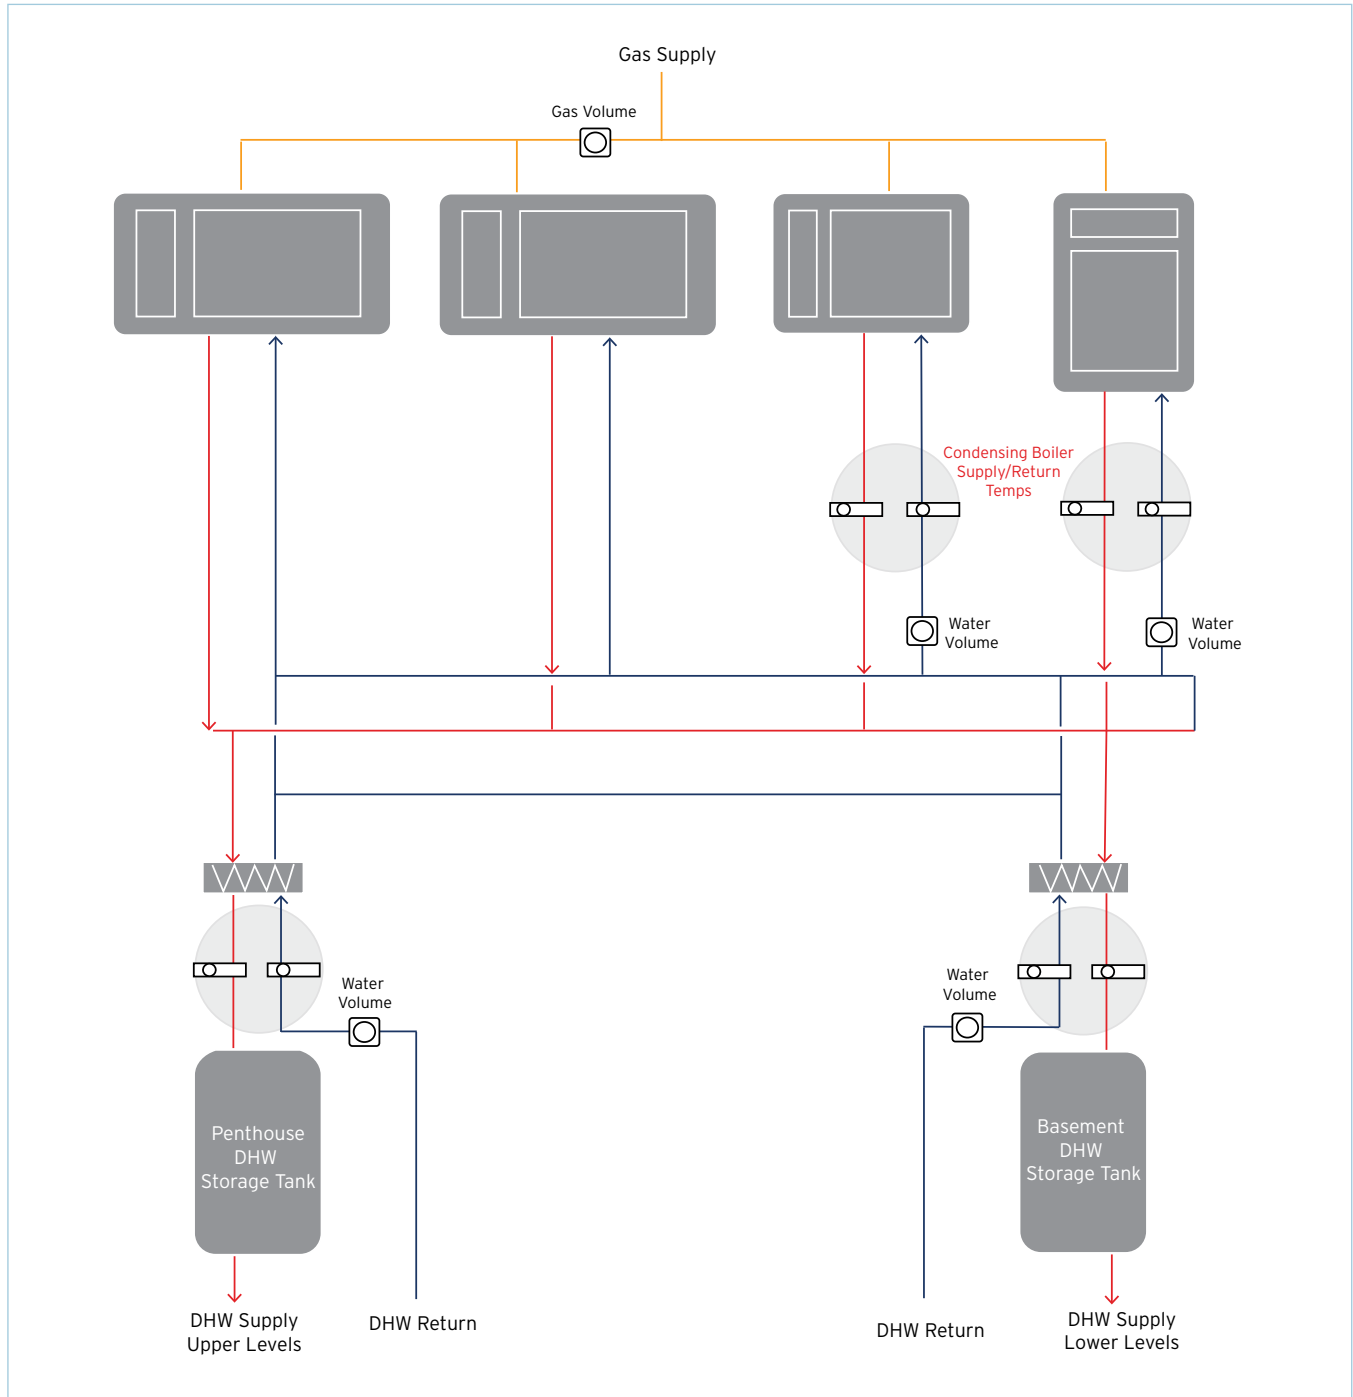 Gas Supply
Gas Volume
Condensing Boiler
Supply/Return
Temps
Water
Volume
Water
Volume
Water
Volume
Water
Volume
Penthouse
DHW
Storage Tank
Basement
DHW
Storage Tank
DHW Supply
Upper Levels
DHW Return
DHW Return
DHW Supply
Lower Levels